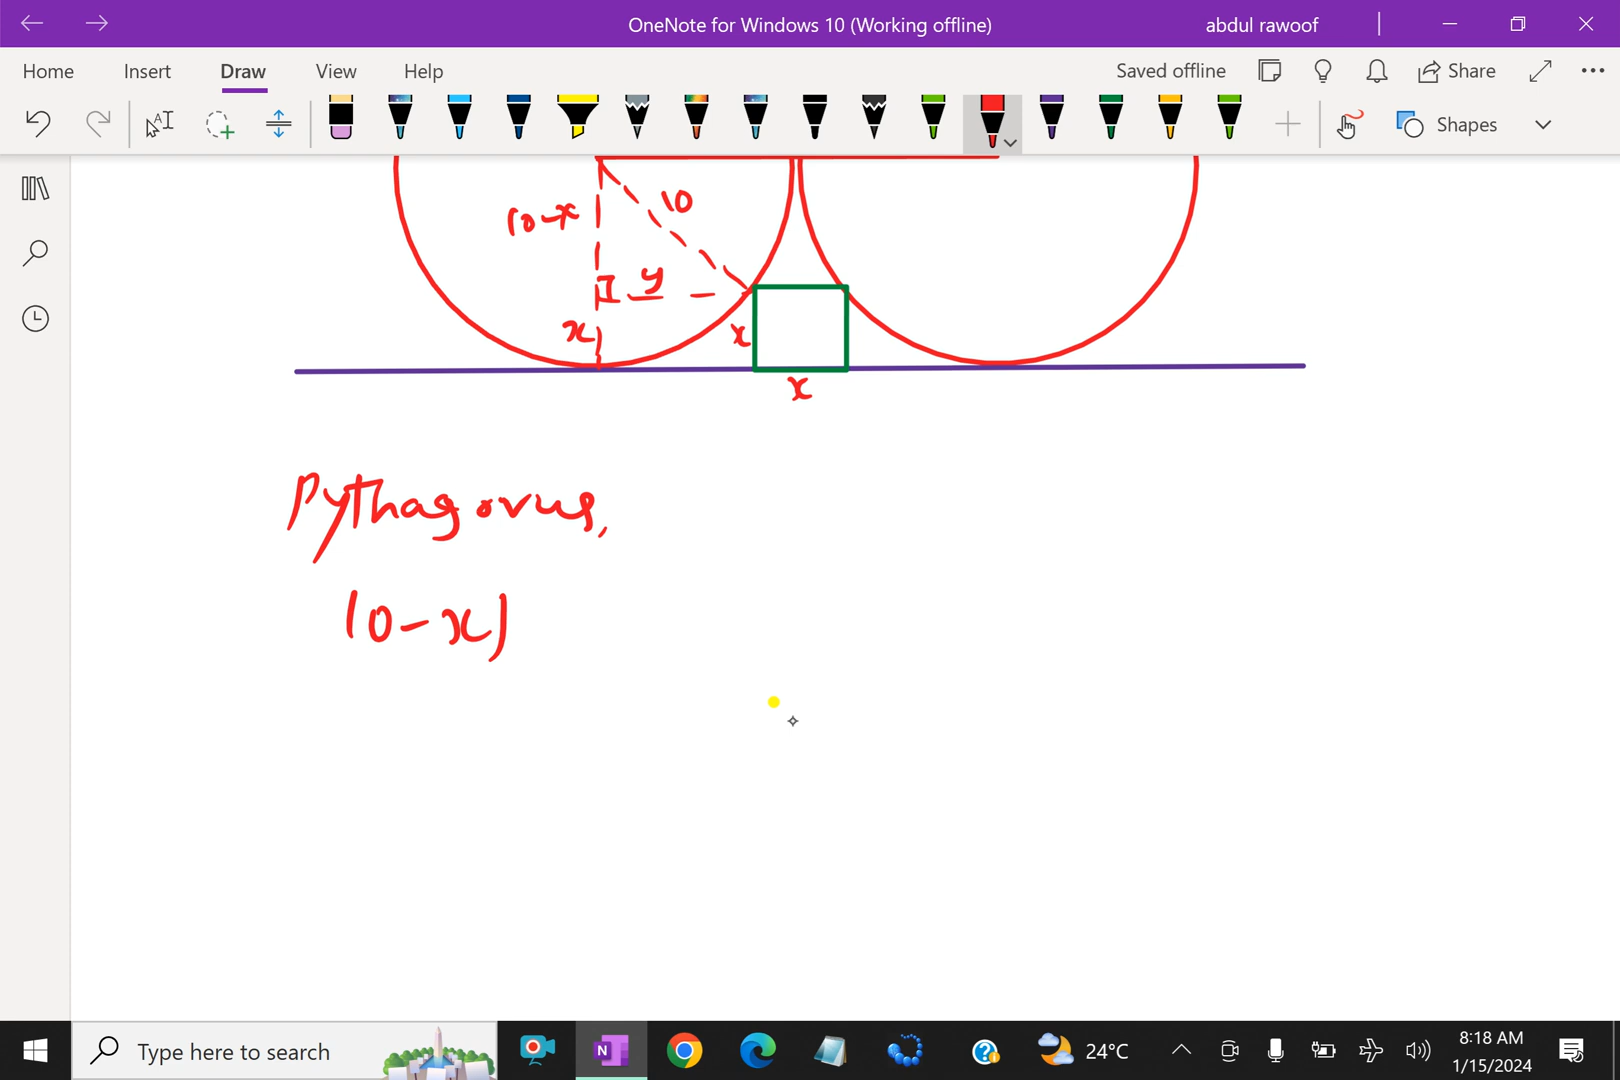 OneNote for Windows 10 (Working offline)
abdul rawoof
Home Insert Draw View Help
Saved offline
Share
Shapes
10-x
10
y
x
x
x
Pythagorus,
10-x)
Type here to search
24°C
8:18 AM
1/15/2024